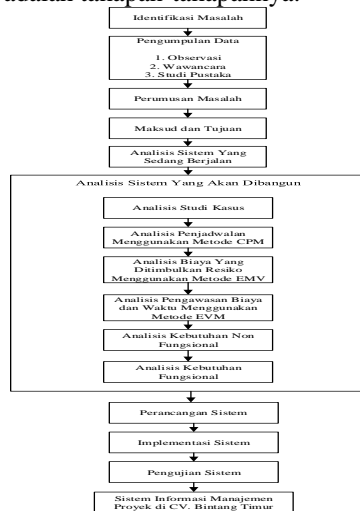 adalah tahapan-tahapannya:
Identifikasi Masalah
Pengumpulan Data
1. Observasi
2. Wawancara
3. Studi Pustaka
Perumusan Masalah
Maksud dan Tujuan
Analisis Sistem Yang
Sedang Berjalan
Analisis Sistem Yang Akan Dibangun
Analisis Studi Kasus
Analisis Penjadwalan
Menggunakan Metode CPM
Analisis Biaya Yang
Ditimbulkan Resiko
Menggunakan Metode EMV
Analisis Pengawasan Biaya
dan Waktu Menggunakan
Metode EVM
Analisis Kebutuhan Non
Fungsional
Analisis Kebutuhan
Fungsional
Perancangan Sistem
Implementasi Sistem
Pengujian Sistem
Sistem Informasi Manajemen
Proyek di CV. Bintang Timur